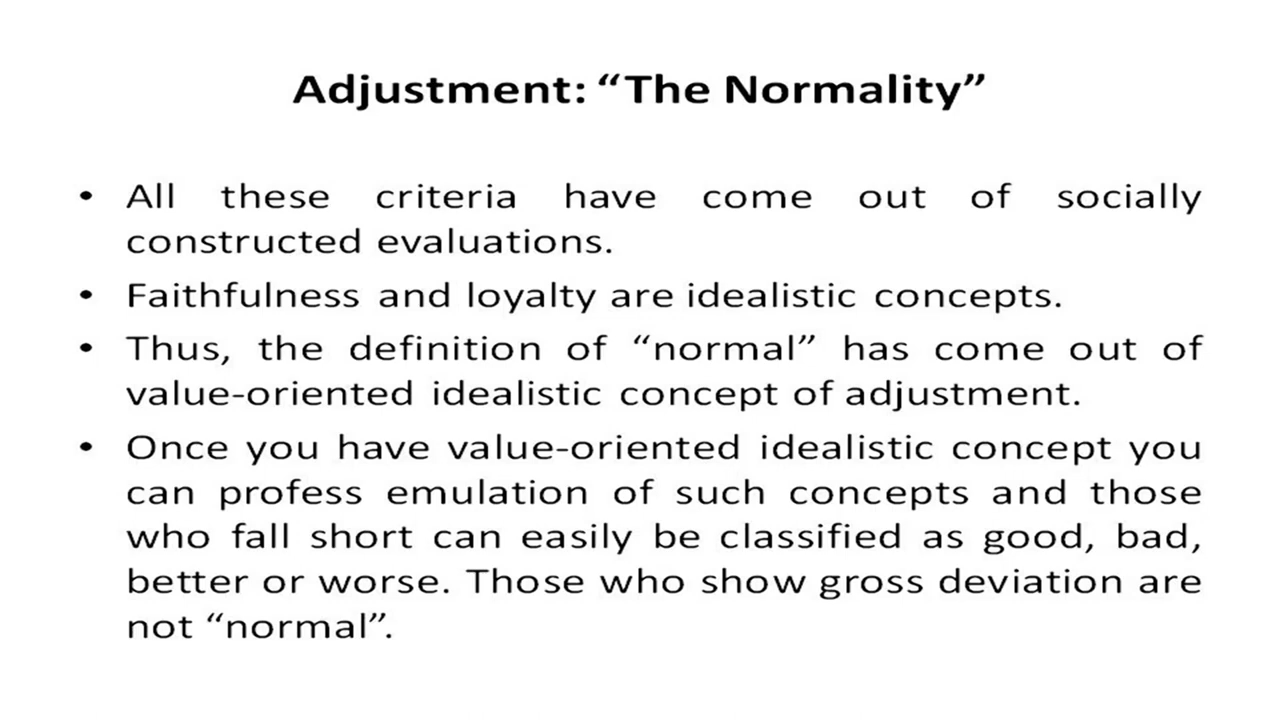 Adjustment: “The Normality”
• All these criteria have come out of socially
constructed evaluations.
• Faithfulness and loyalty are idealistic concepts.
• Thus, the definition of “normal” has come out of
value-oriented idealistic concept of adjustment.
• Once you have value-oriented idealistic concept you
can profess emulation of such concepts and those
who fall short can easily be classified as good, bad,
better or worse. Those who show gross deviation are
not “normal”.